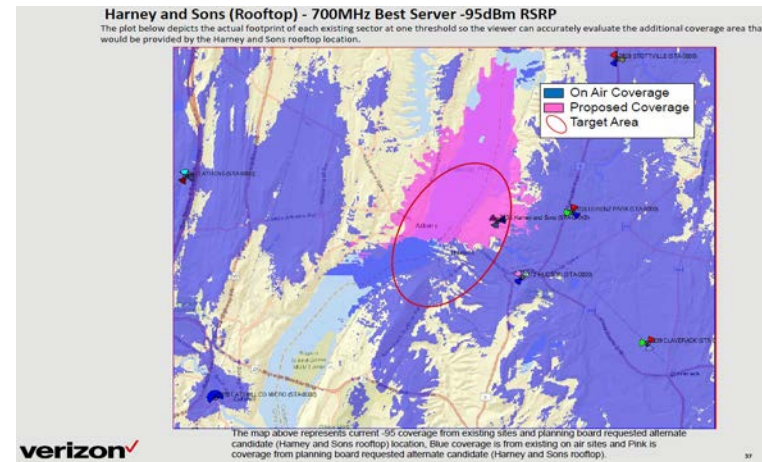 Harney and Sons (Rooftop) - 700MHz Best Server -95dBm RSRP
The plot below depicts the actual footprint of each existing sector at one threshold so the viewer can accurately evaluate the additional coverage area tha
would be provided by the Harney and Sons rooftop location.
On Air Coverage
Proposed Coverage
Target Area
Athens
The map above represents current -95 coverage from existing sites and planning board requested alternate
candidate (Harney and Sons rooftop) location, Blue coverage is from existing on air sites and Pink is
coverage from planning board requested alternate candidate (Harney and Sons rooftop).
verizon
37